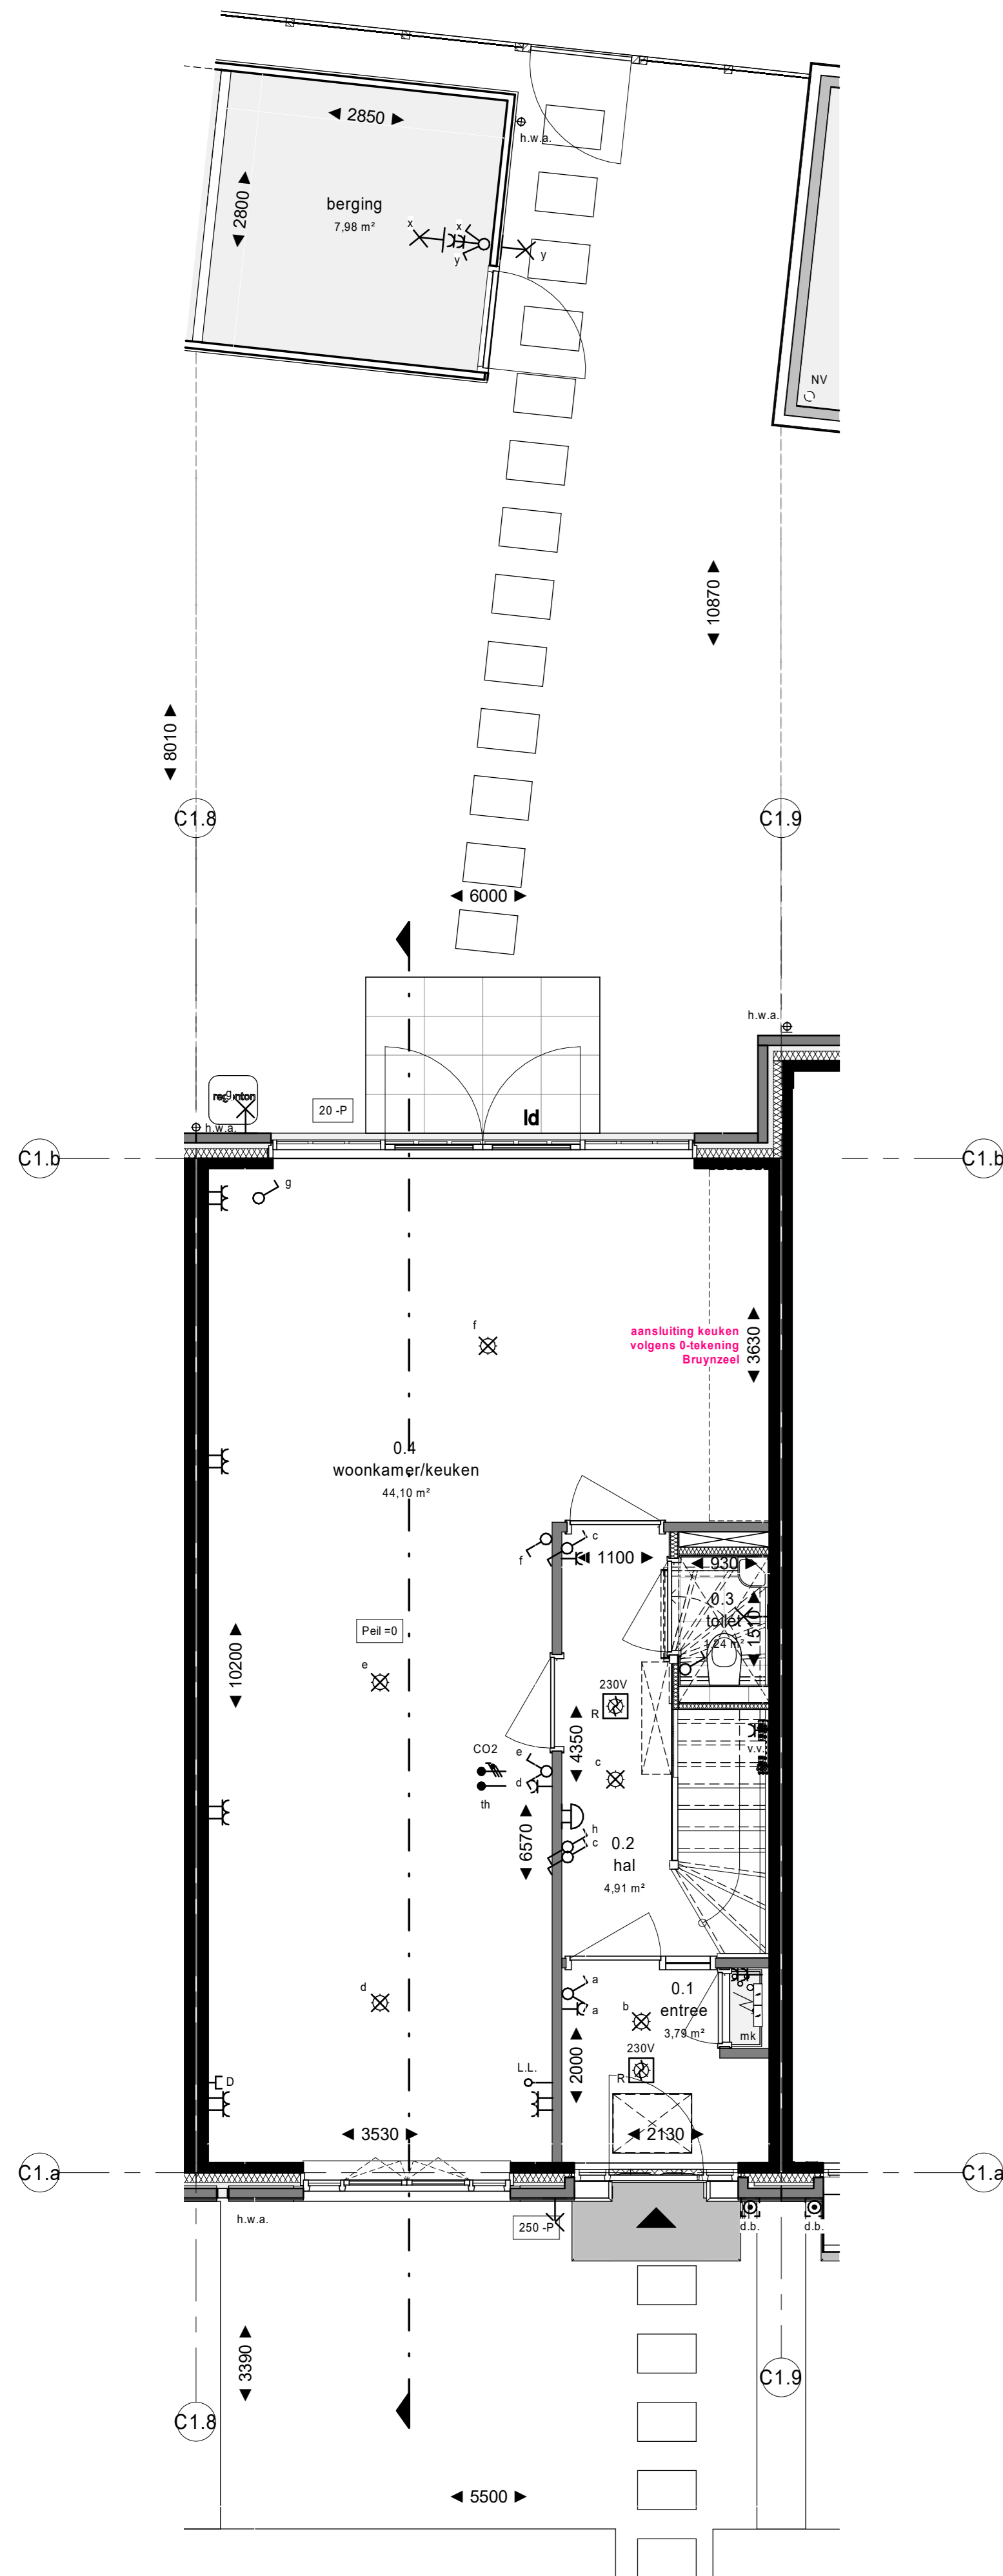 2850
h.w.a.
2800
berging
7,98 m²
x
x
y
y
NV
10870
8010
C1.8
C1.9
6000
h.w.a.
20 -P
ld
h.w.a.
C1.b
C1.b
g
f
aansluiting keuken
volgens 0-tekening
Bruynzeel
3630
0.4
woonkamer/keuken
44,10 m²
c
f
1100
930
0.3
toilet
1510
Peil =0
10200
e
230V
R
4350
v.v.
CO2
e
d
c
th
6570
h
c
0.2
hal
4,91 m²
d
a
a
b
0.1
entree
3,79 m²
mk
230V
2000
R
L.L.
D
3530
2130
C1.a
C1.a
h.w.a.
250 -P
d.b.
d.b.
3390
C1.9
C1.8
5500